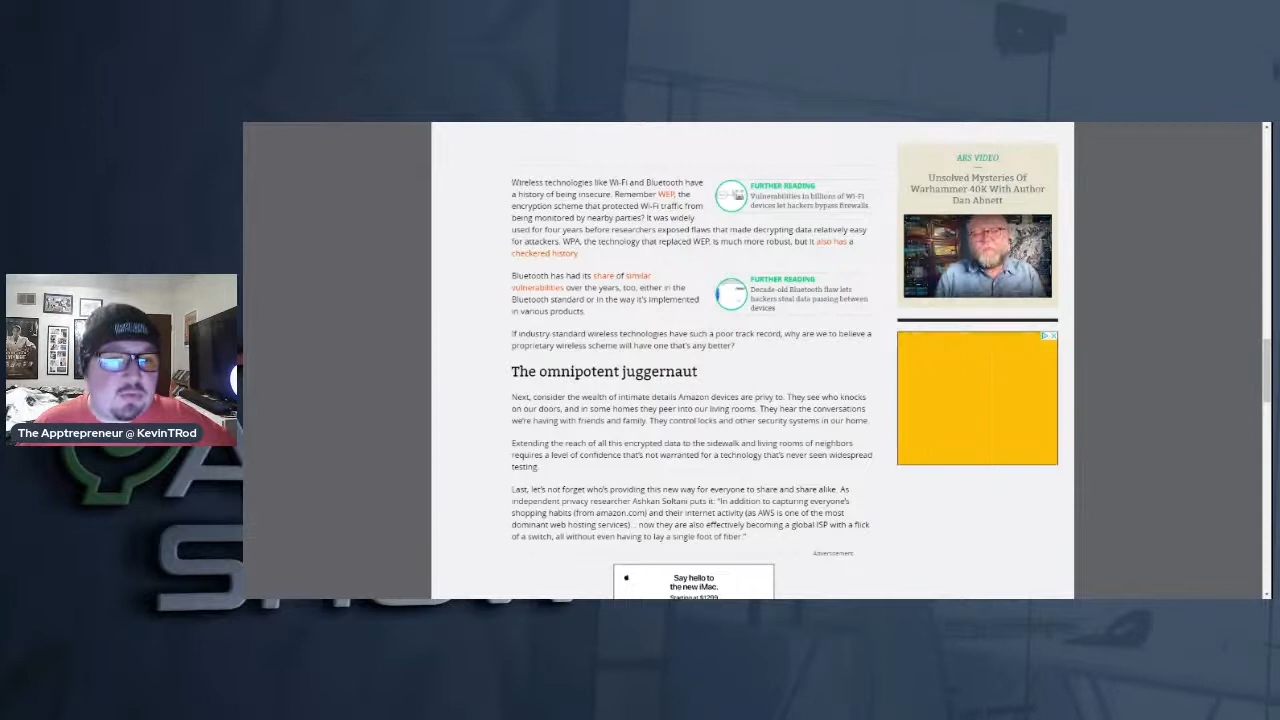 Wireless technologies like Wi-Fi and Bluetooth have
a history of being insecure. Remember WEP, the
encryption scheme that protected Wi-Fi traffic from
being monitored by nearby parties? It was widely
used for four years before researchers exposed flaws that made decrypting data relatively easy
for attackers. WPA, the technology that replaced WEP, is much more robust, but it also has a
checkered history.
FURTHER READING
Vulnerabilities in billions of Wi-Fi
devices let hackers bypass firewalls
Bluetooth has had its share of similar
vulnerabilities over the years, too, either in the
Bluetooth standard or in the way it's implemented
in various products.
FURTHER READING
Decade-old Bluetooth flaw lets
hackers steal data passing between
devices
If industry-standard wireless technologies have such a poor track record, why are we to believe a
proprietary wireless scheme will have one that's any better?
The omnipotent juggernaut
Next, consider the wealth of intimate details Amazon devices are privy to. They see who knocks
on our doors, and in some homes they peer into our living rooms. They hear the conversations
we're having with friends and family. They control locks and other security systems in our home.
Extending the reach of all this encrypted data to the sidewalk and living rooms of neighbors
requires a level of confidence that's not warranted for a technology that's never seen widespread
testing.
Last, let's not forget who's providing this new way for everyone to share and share alike. As
independent privacy researcher Ashkan Soltani puts it: "In addition to capturing everyone's
shopping habits (from amazon.com) and their internet activity (as AWS is one of the most
dominant web hosting services)... now they are also effectively becoming a global ISP with a flick
of a switch, all without even having to lay a single foot of fiber."
Advertisement
Say hello to
the new iMac.
Starting at $1299
ARS VIDEO
Unsolved Mysteries Of
Warhammer 40K With Author
Dan Abnett
The Apptrepreneur @ KevinTRod